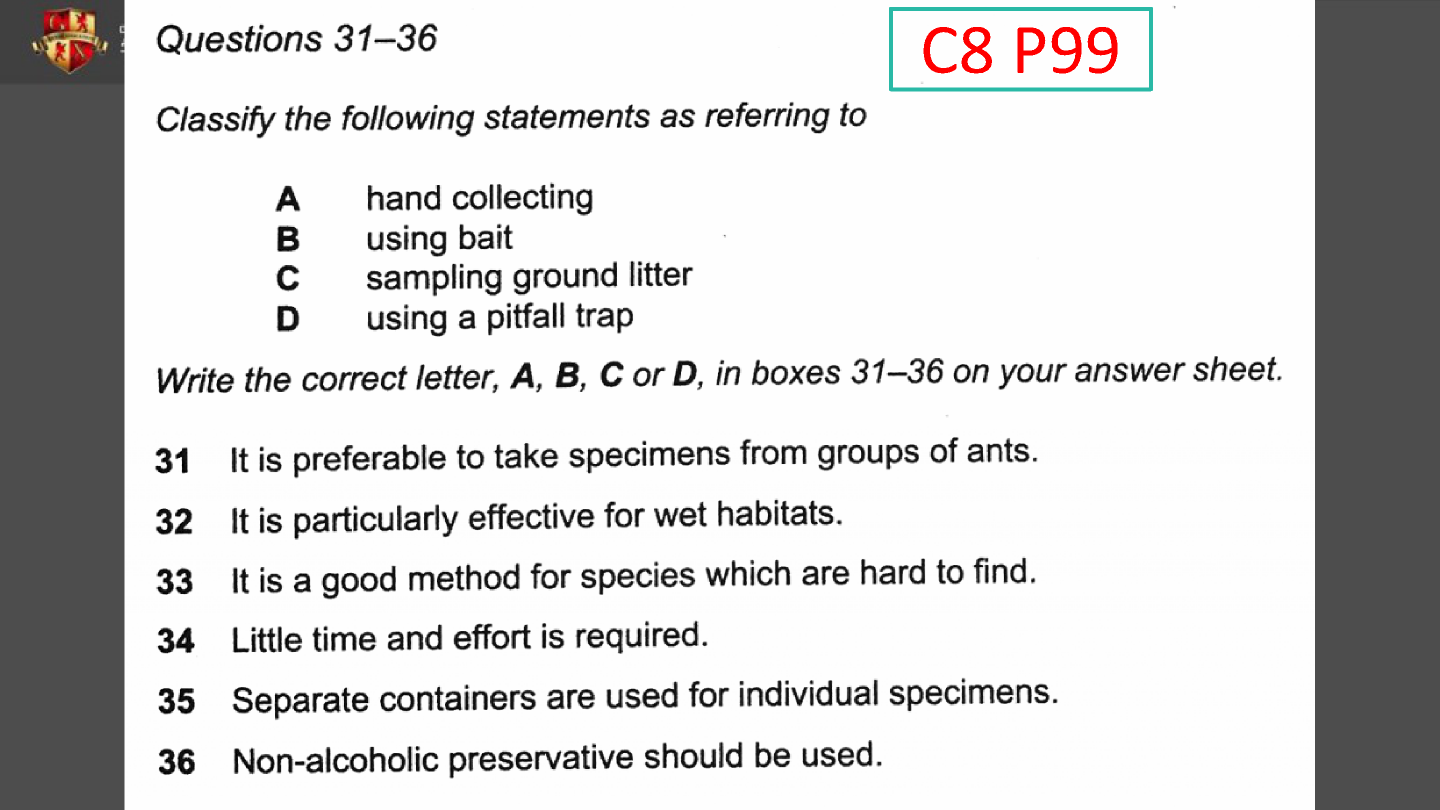 Questions 31–36
C8 P99
Classify the following statements as referring to
A hand collecting
B using bait
C sampling ground litter
D using a pitfall trap
Write the correct letter, A, B, C or D, in boxes 31–36 on your answer sheet.
31 It is preferable to take specimens from groups of ants.
32 It is particularly effective for wet habitats.
33 It is a good method for species which are hard to find.
34 Little time and effort is required.
35 Separate containers are used for individual specimens.
36 Non-alcoholic preservative should be used.